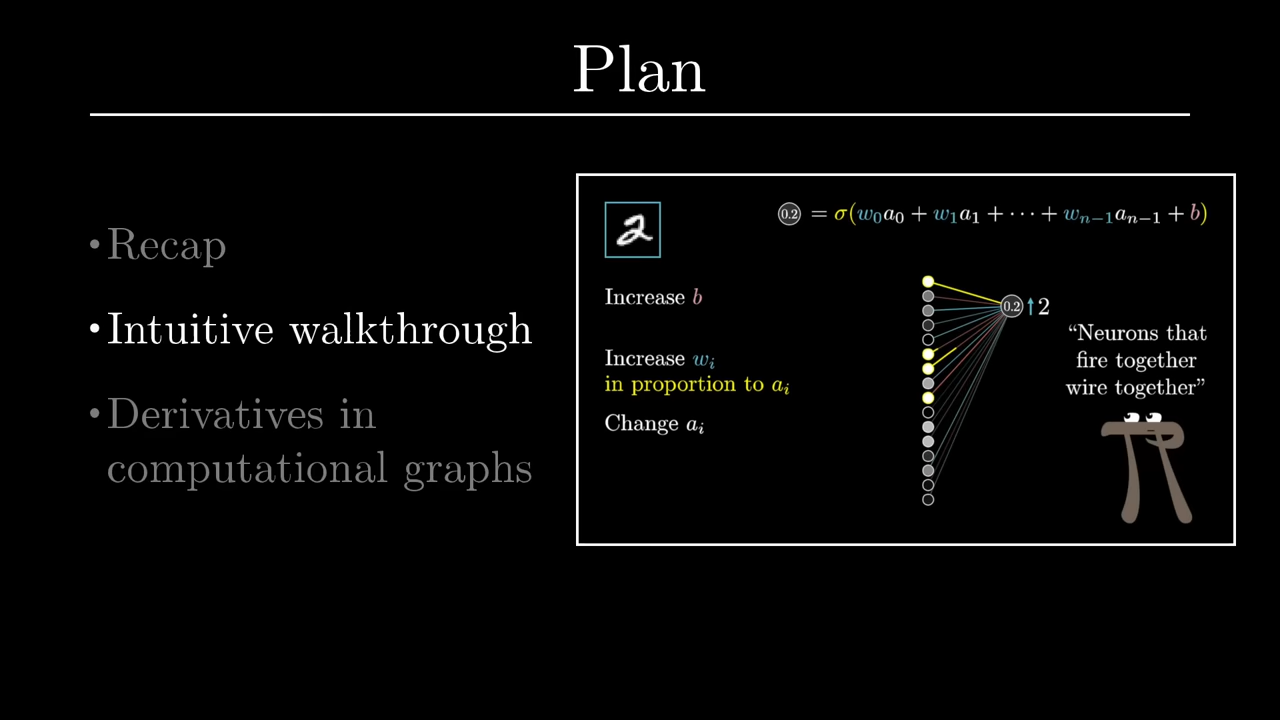 Plan
• Recap
• Intuitive walkthrough
• Derivatives in
computational graphs
0.2 = σ(w₀a₀ + w₁a₁ + ⋯ + wₙ₋₁aₙ₋₁ + b)
2
Increase b
Increase wᵢ
in proportion to aᵢ
Change aᵢ
0.2 ↑ 2
“Neurons that
fire together
wire together”